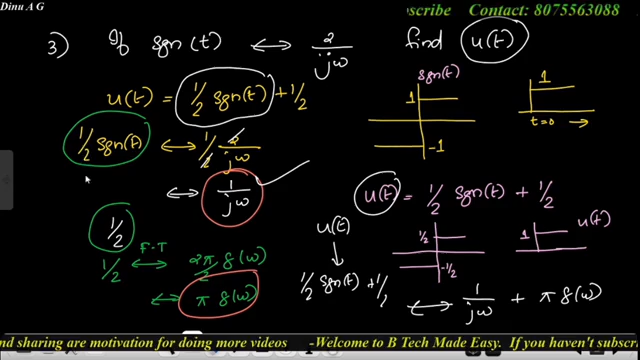 Dinu A G
scribe Contact : 8075563088
3) If sgn(t) ↔ 2/jω find u(t)
u(t) = 1/2 sgn(t) + 1/2
sgn(t)
1
-1
1
t=0 →
1/2 sgn(t) ↔ 1/2 2/jω
↔ 1/jω
u(t) = 1/2 sgn(t) + 1/2
1/2
1/2 F.T ↔ 2π/2 δ(ω)
↔ π δ(ω)
u(t)
↓
1/2 sgn(t) + 1/2 ↔ 1/jω + π δ(ω)
1/2
-1/2
1 u(t)
nd sharing are motivation for doing more videos -Welcome to B Tech Made Easy. If you haven't subscri